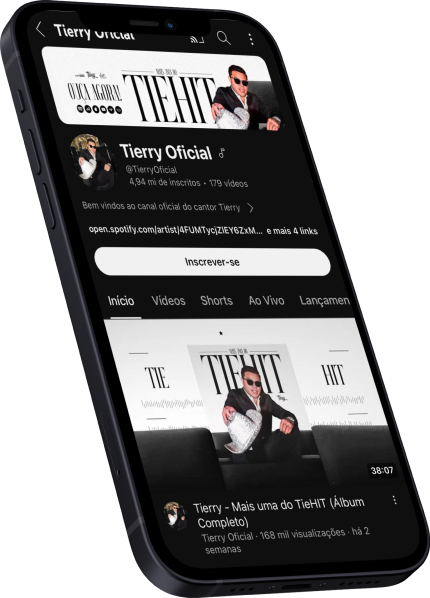 Tierry Oficial
OUÇA AGORA!
TIEHIT
Tierry Oficial
@TierryOficial
4,94 mi de inscritos • 179 vídeos
Bem vindos ao canal oficial do cantor Tierry
open.spotify.com/artist/4FUMTycjZIEY6ZxM... e mais 4 links
Inscrever-se
Início Vídeos Shorts Ao Vivo Lançamen
TIE TIEHIT HIT
38:07
Tierry - Mais uma do TieHIT (Álbum
Completo)
Tierry Oficial · 168 mil visualizações · há 2
semanas